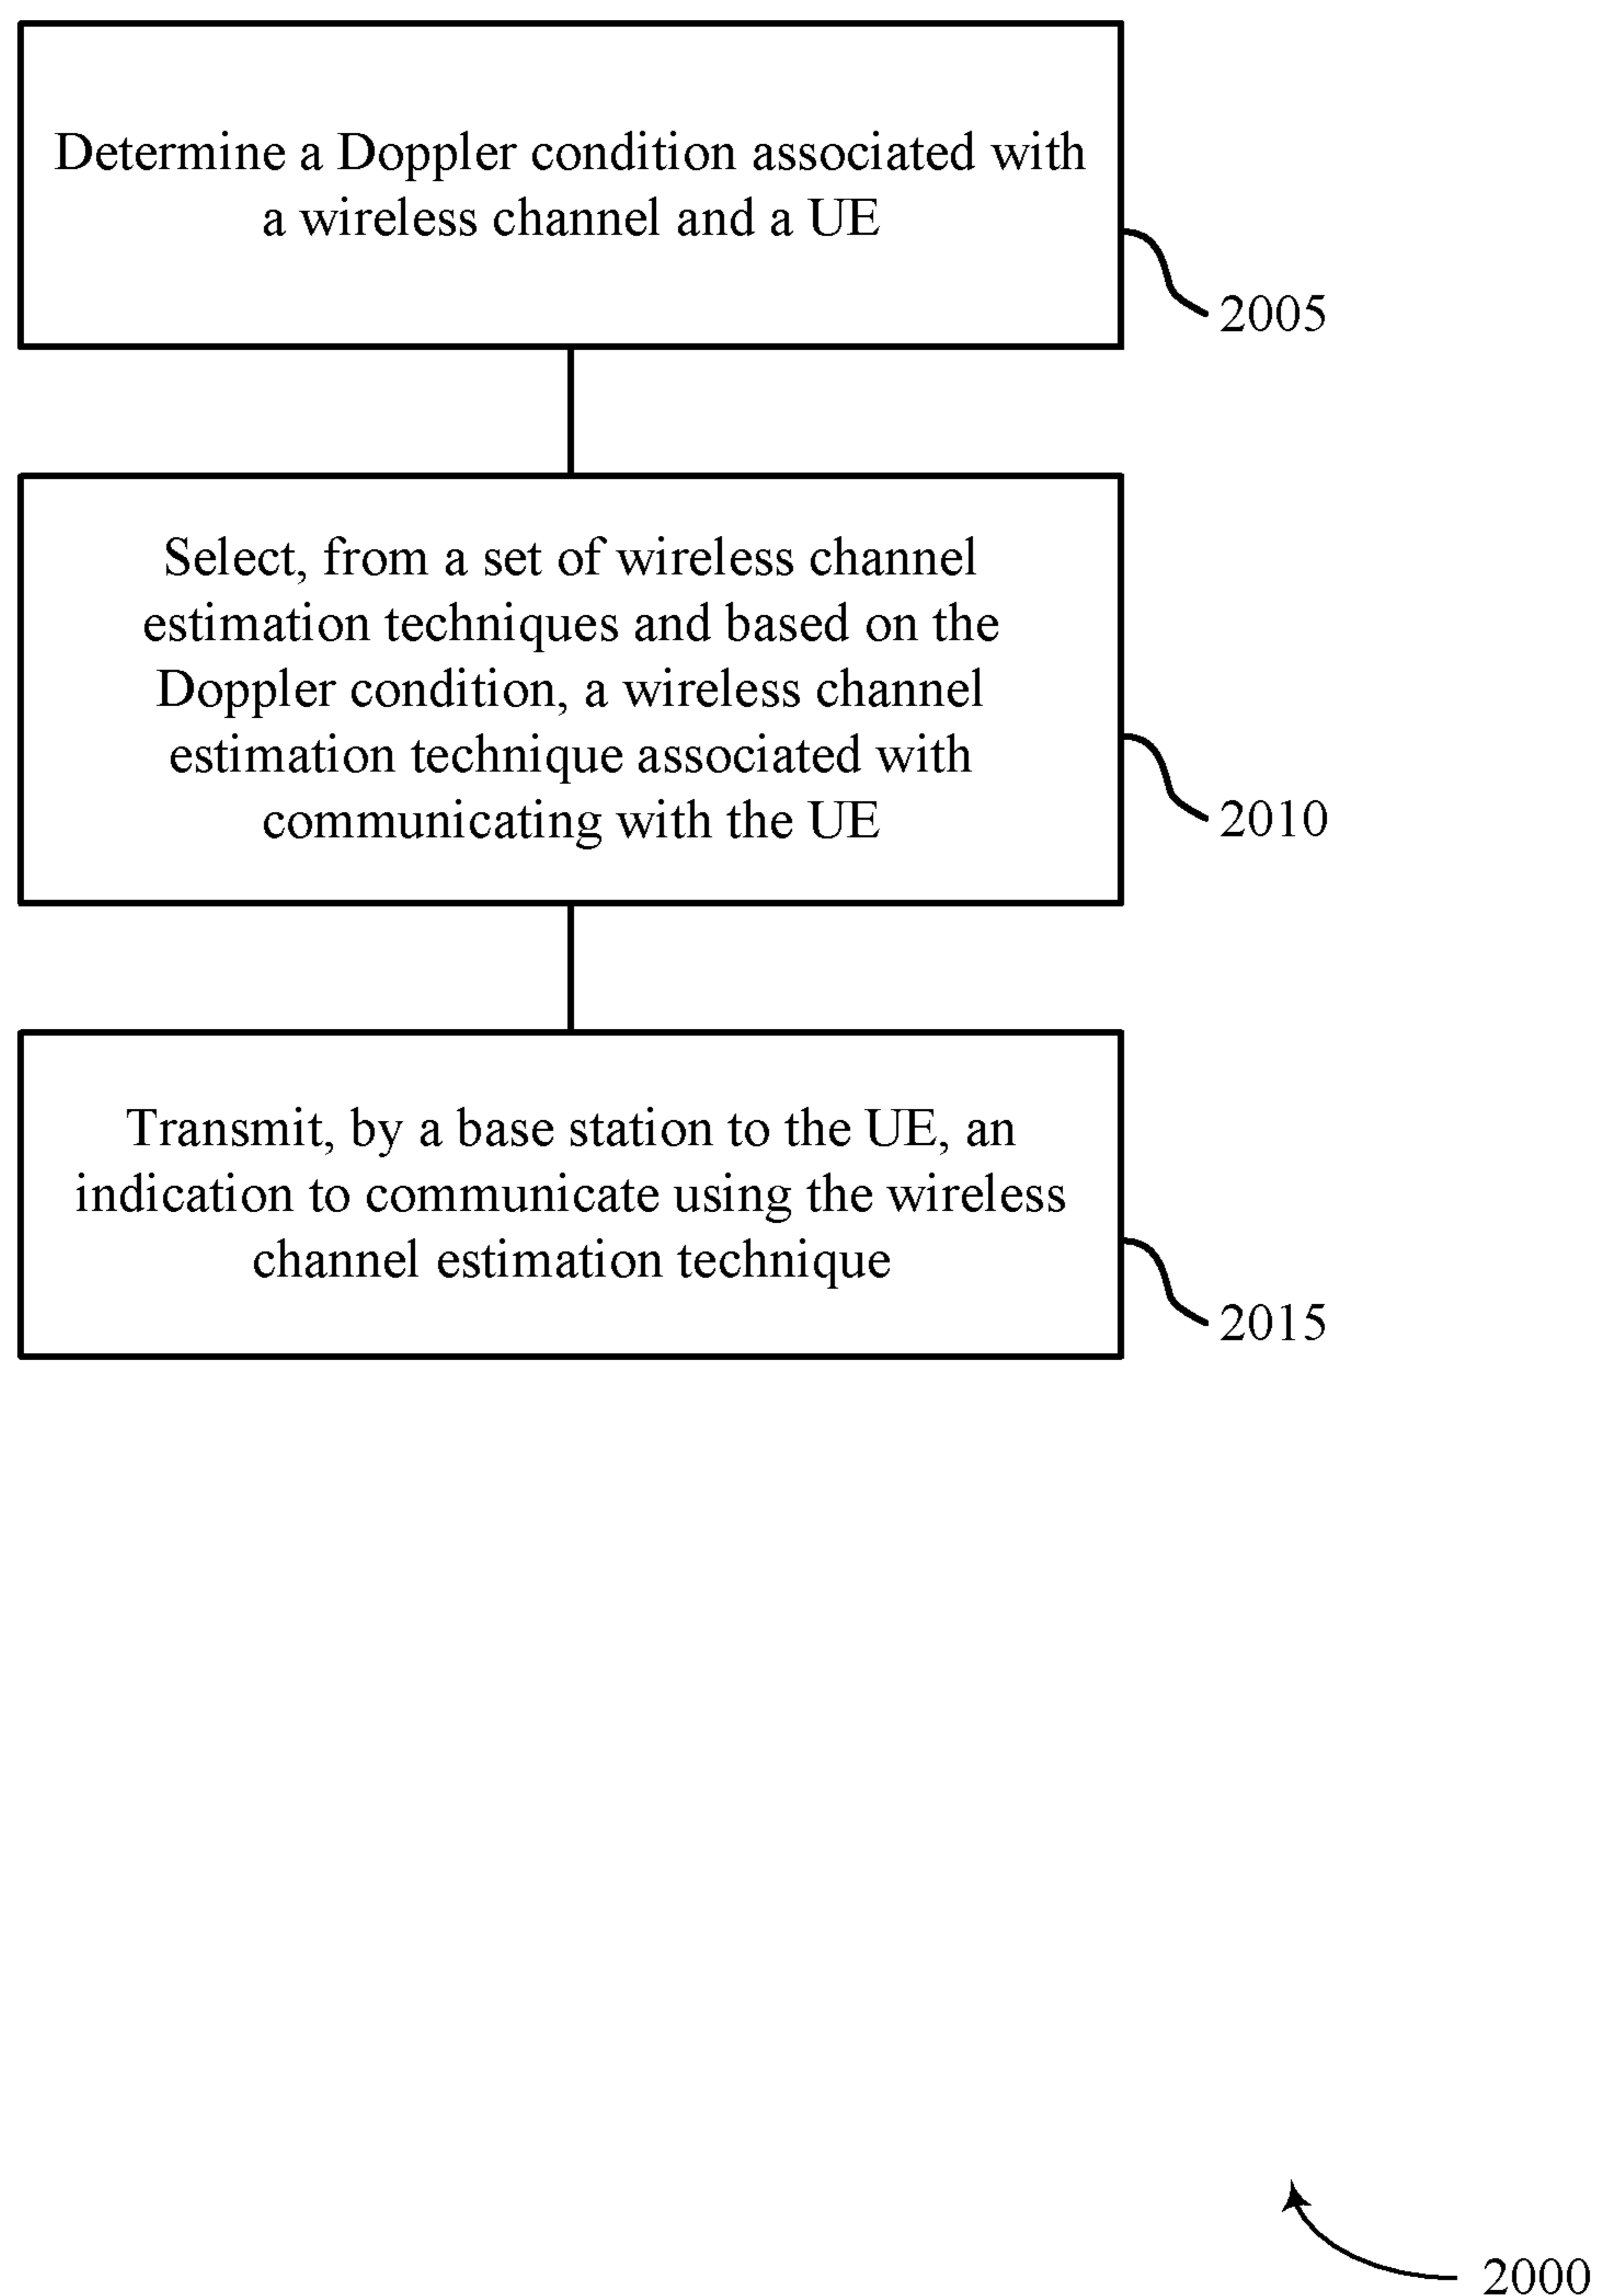 Determine a Doppler condition associated with
a wireless channel and a UE
2005
Select, from a set of wireless channel
estimation techniques and based on the
Doppler condition, a wireless channel
estimation technique associated with
communicating with the UE
2010
Transmit, by a base station to the UE, an
indication to communicate using the wireless
channel estimation technique
2015
2000